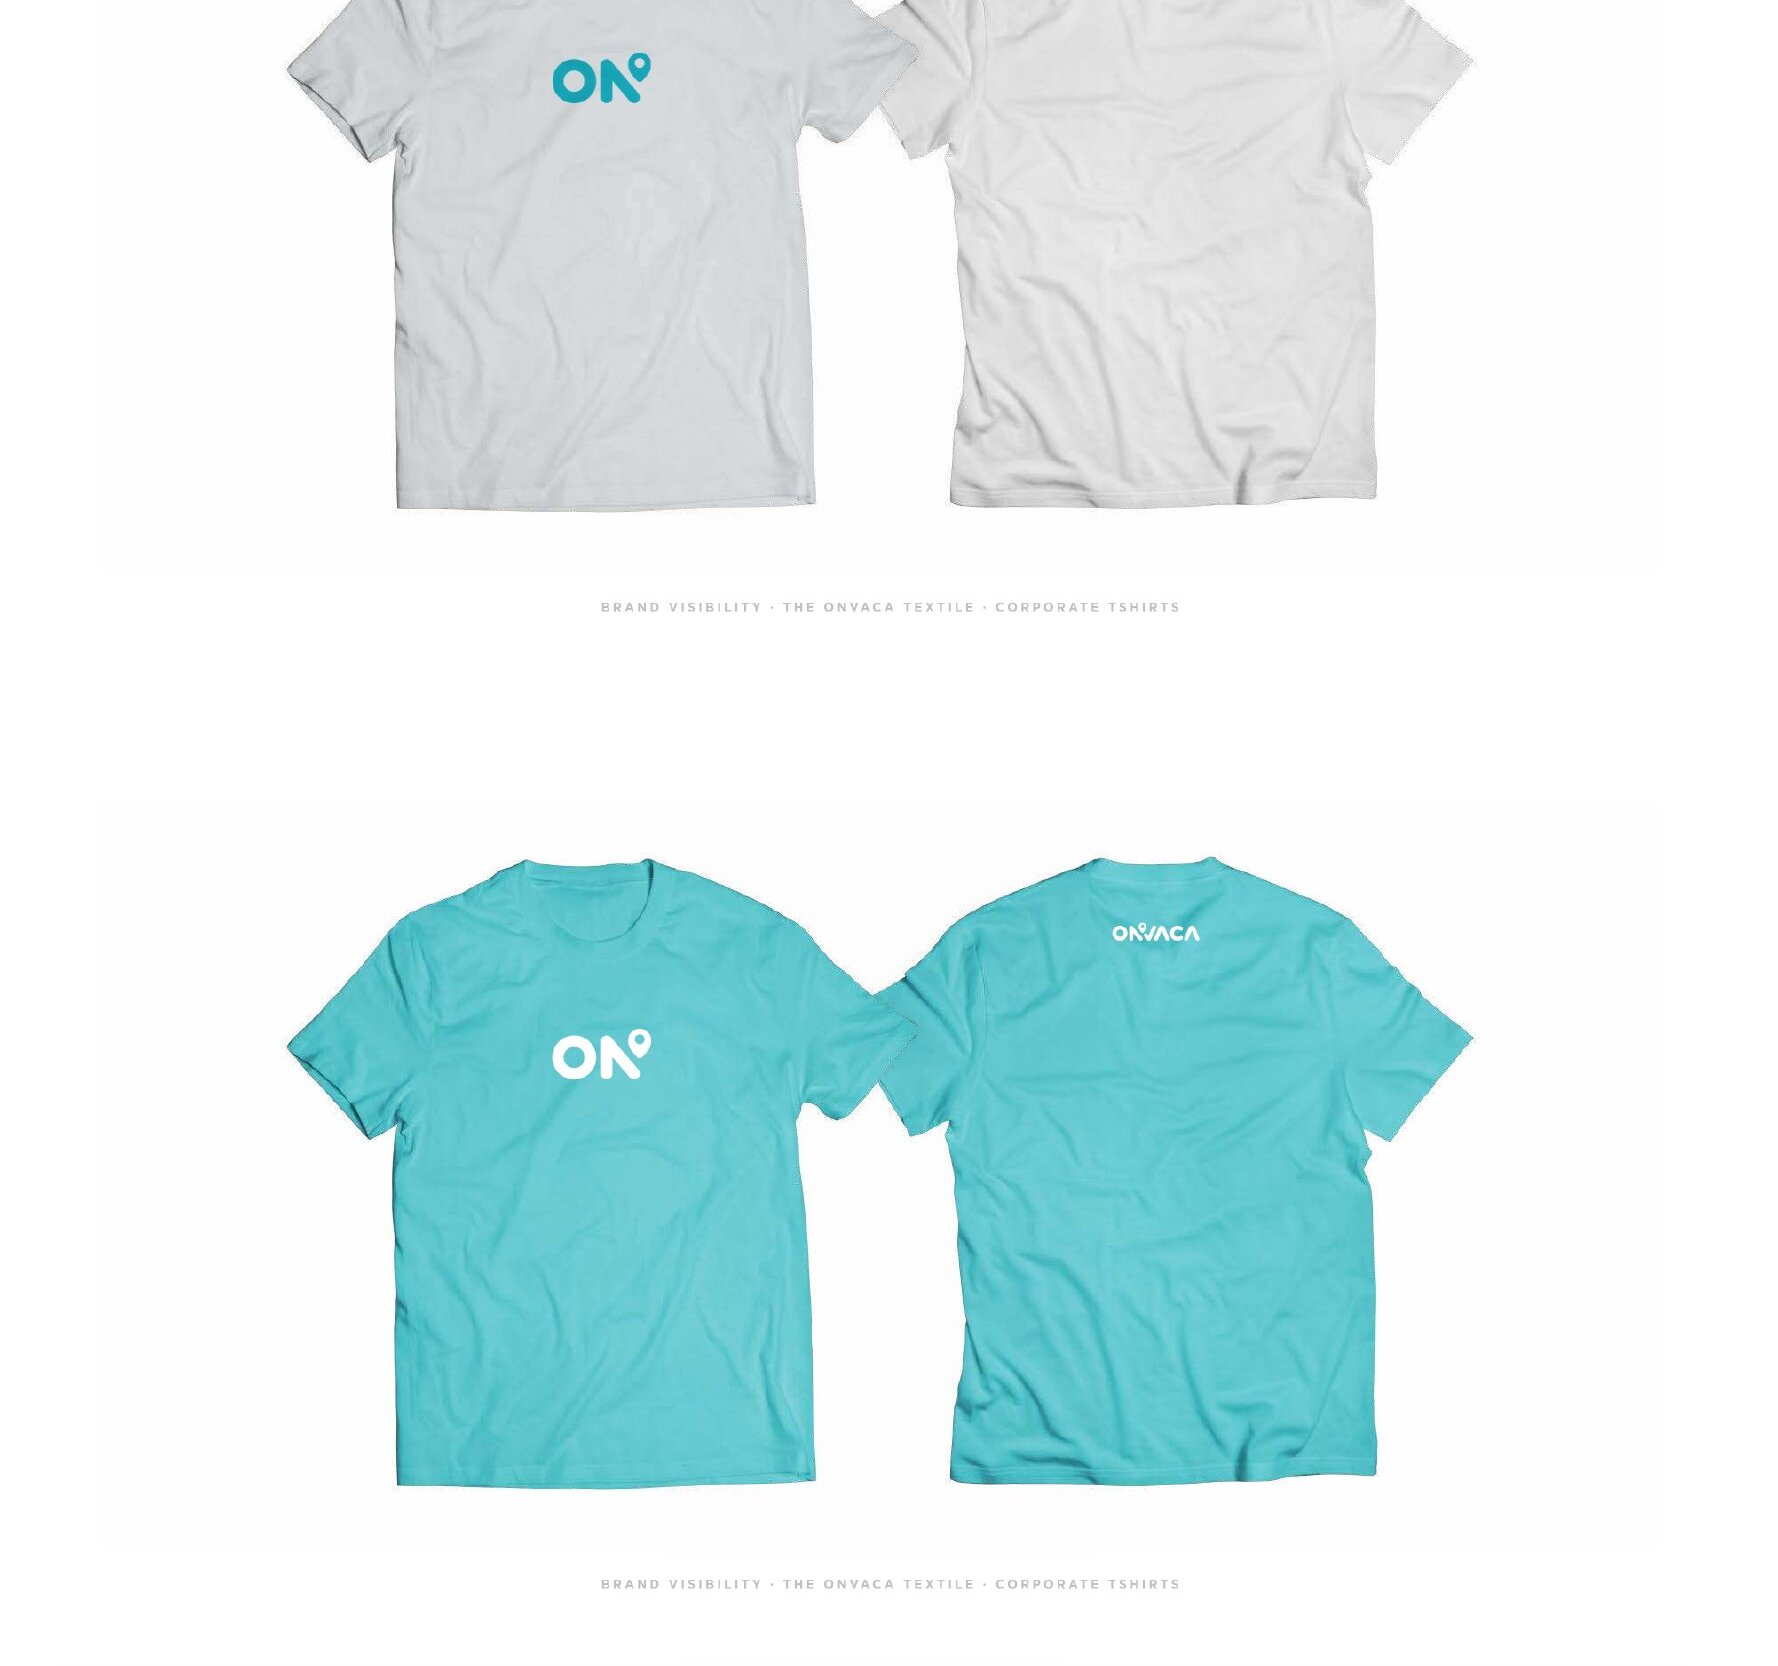 ON
BRAND VISIBILITY · THE ONVACA TEXTILE · CORPORATE TSHIRTS
ONVACA
ON
BRAND VISIBILITY · THE ONVACA TEXTILE · CORPORATE TSHIRTS